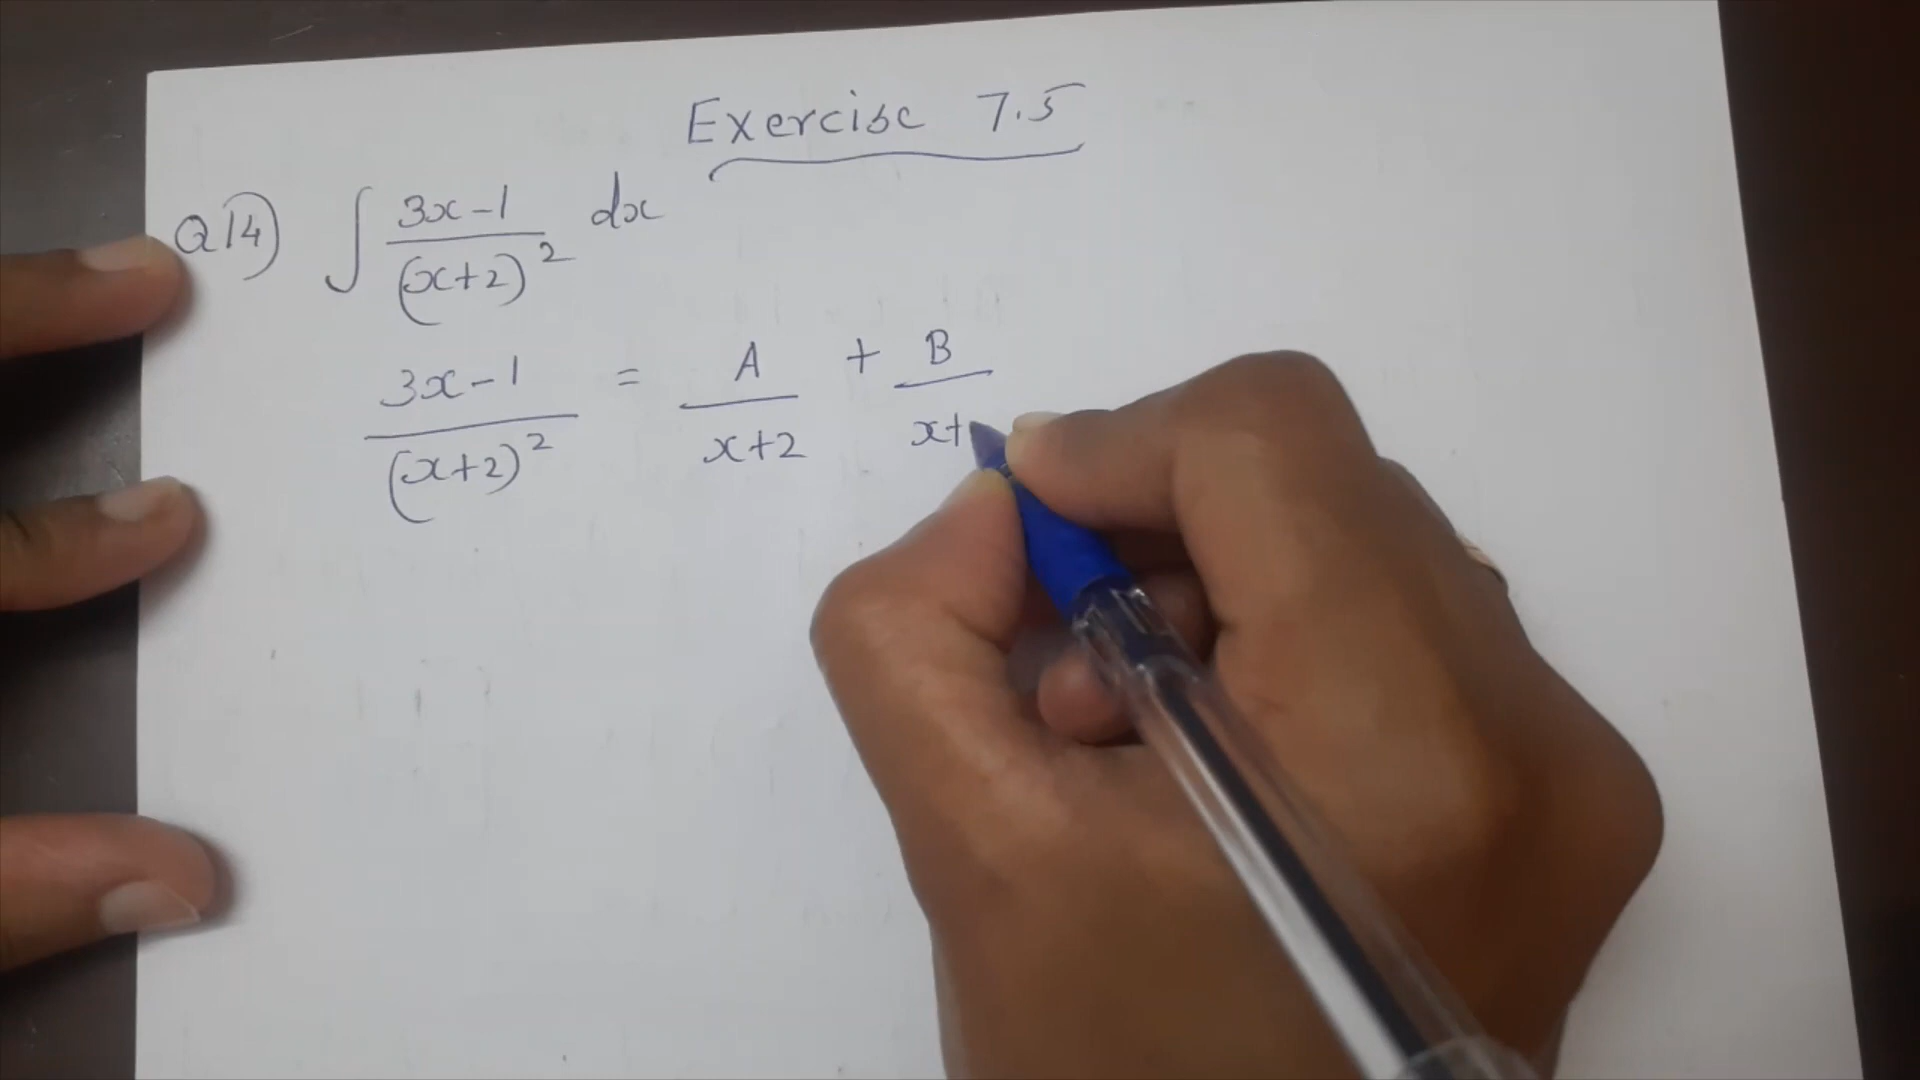 Exercise 7.5
Q14) ∫ 3x-1 / (x+2)² dx
3x-1 / (x+2)² = A / x+2 + B / x+